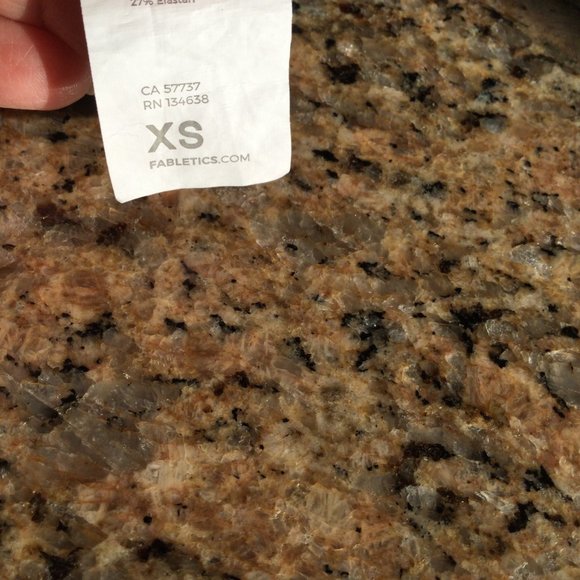 27% Elastan
CA 57737
RN 134638
XS
FABLETICS.COM